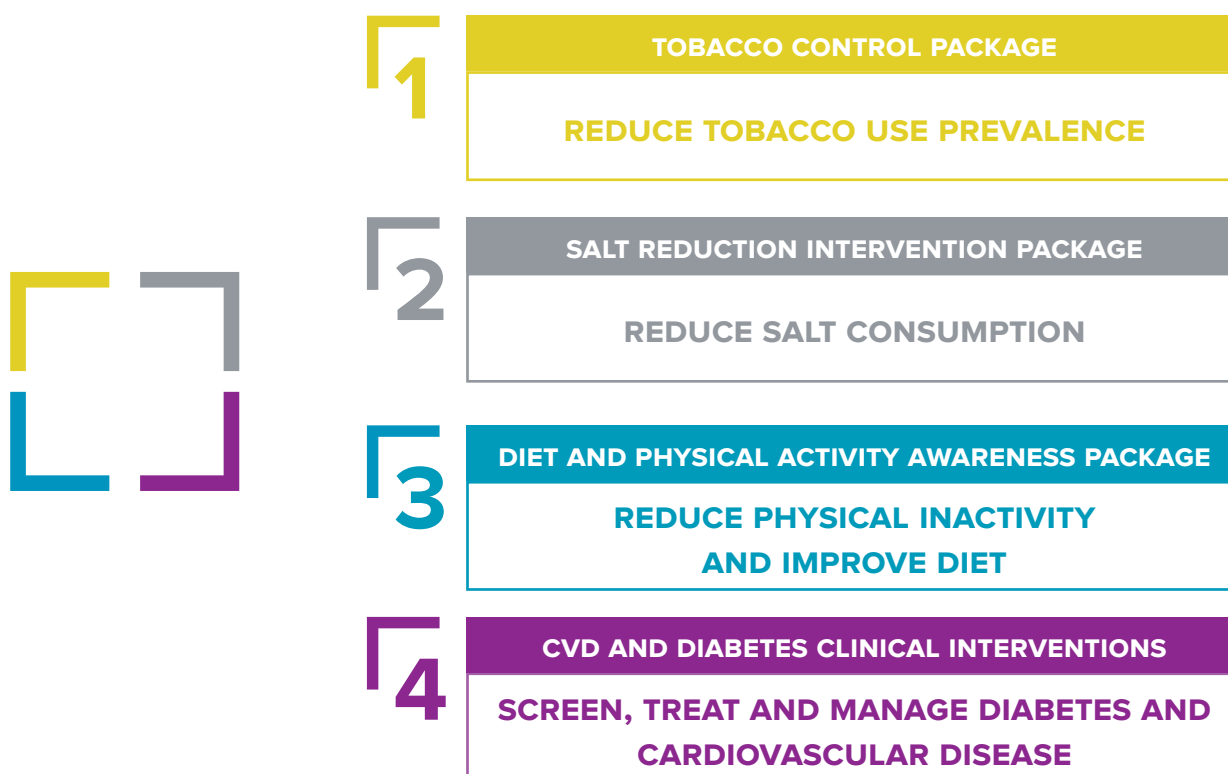 1
TOBACCO CONTROL PACKAGE
REDUCE TOBACCO USE PREVALENCE
2
SALT REDUCTION INTERVENTION PACKAGE
REDUCE SALT CONSUMPTION
3
DIET AND PHYSICAL ACTIVITY AWARENESS PACKAGE
REDUCE PHYSICAL INACTIVITY
AND IMPROVE DIET
4
CVD AND DIABETES CLINICAL INTERVENTIONS
SCREEN, TREAT AND MANAGE DIABETES AND
CARDIOVASCULAR DISEASE